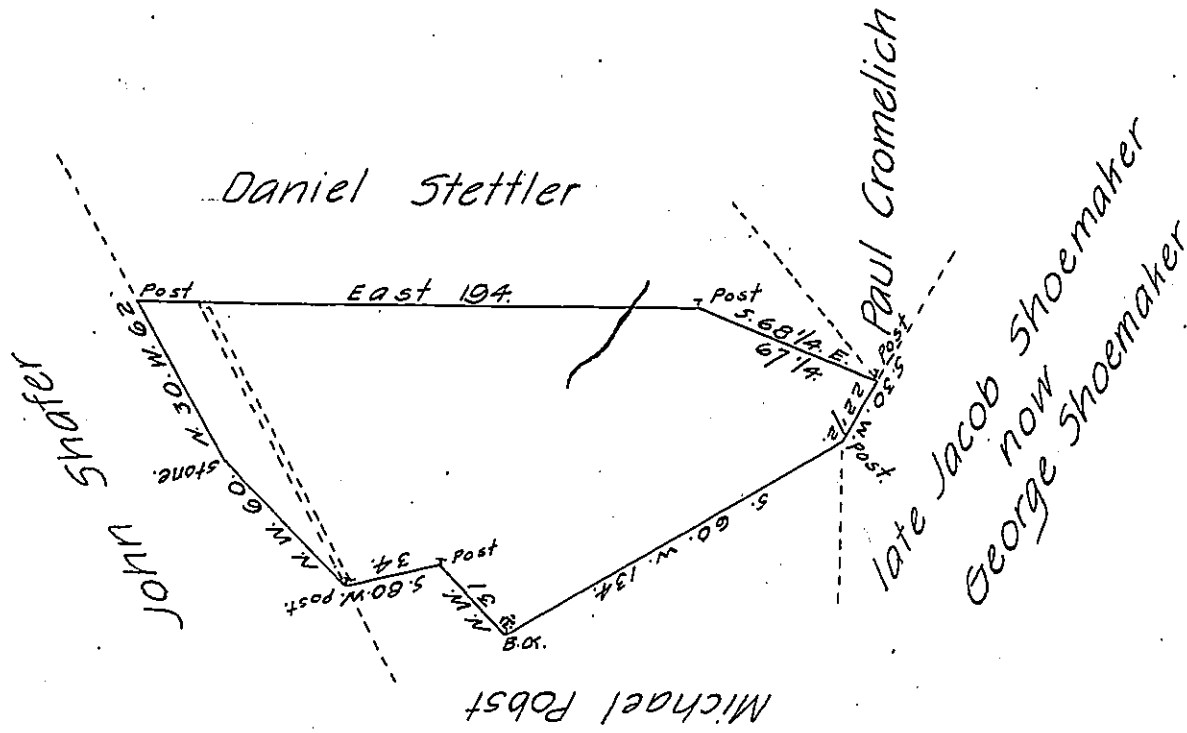 Daniel Stettler
Paul Cromelich
late Jacob Shoemaker
now
George Shoemaker
Michael Pobst
John Shafer
Post
East 194.
Post
S. 68 1/4. E.
67 1/4.
Post
S. 30. W.
22 1/2.
Post.
S. 60. W. 134.
B.O.
N. W.
31
Post
S. 80. W.
34.
post.
N. W. 60.
stone.
N. 30. W. 62.